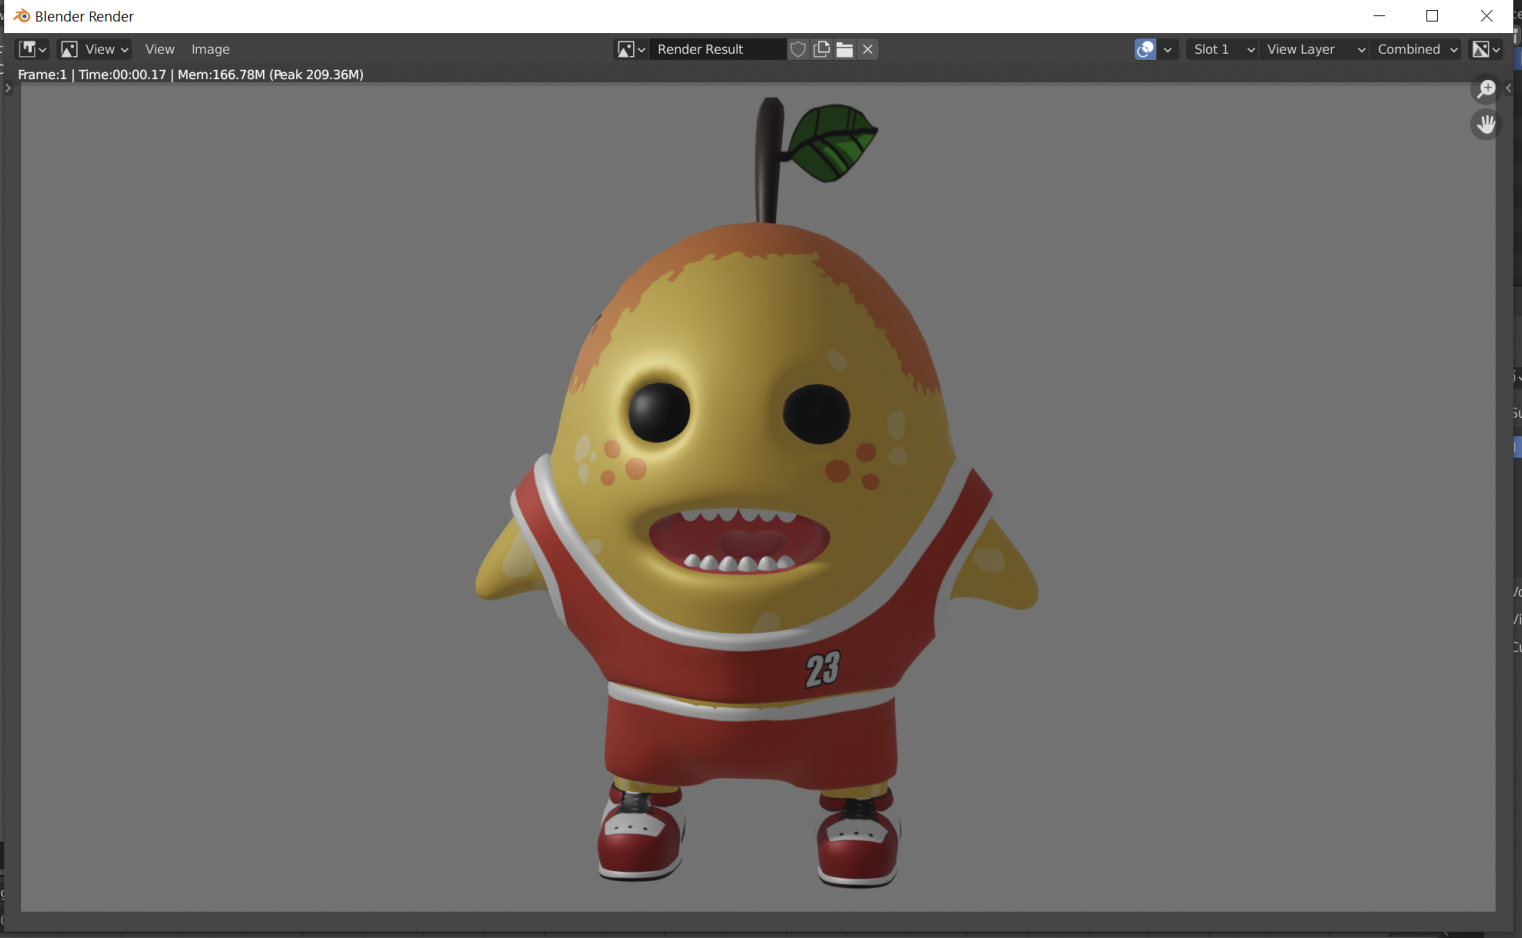 Blender Render
View View Image Render Result Slot 1 View Layer Combined
Frame:1 | Time:00:00.17 | Mem:166.78M (Peak 209.36M)
23